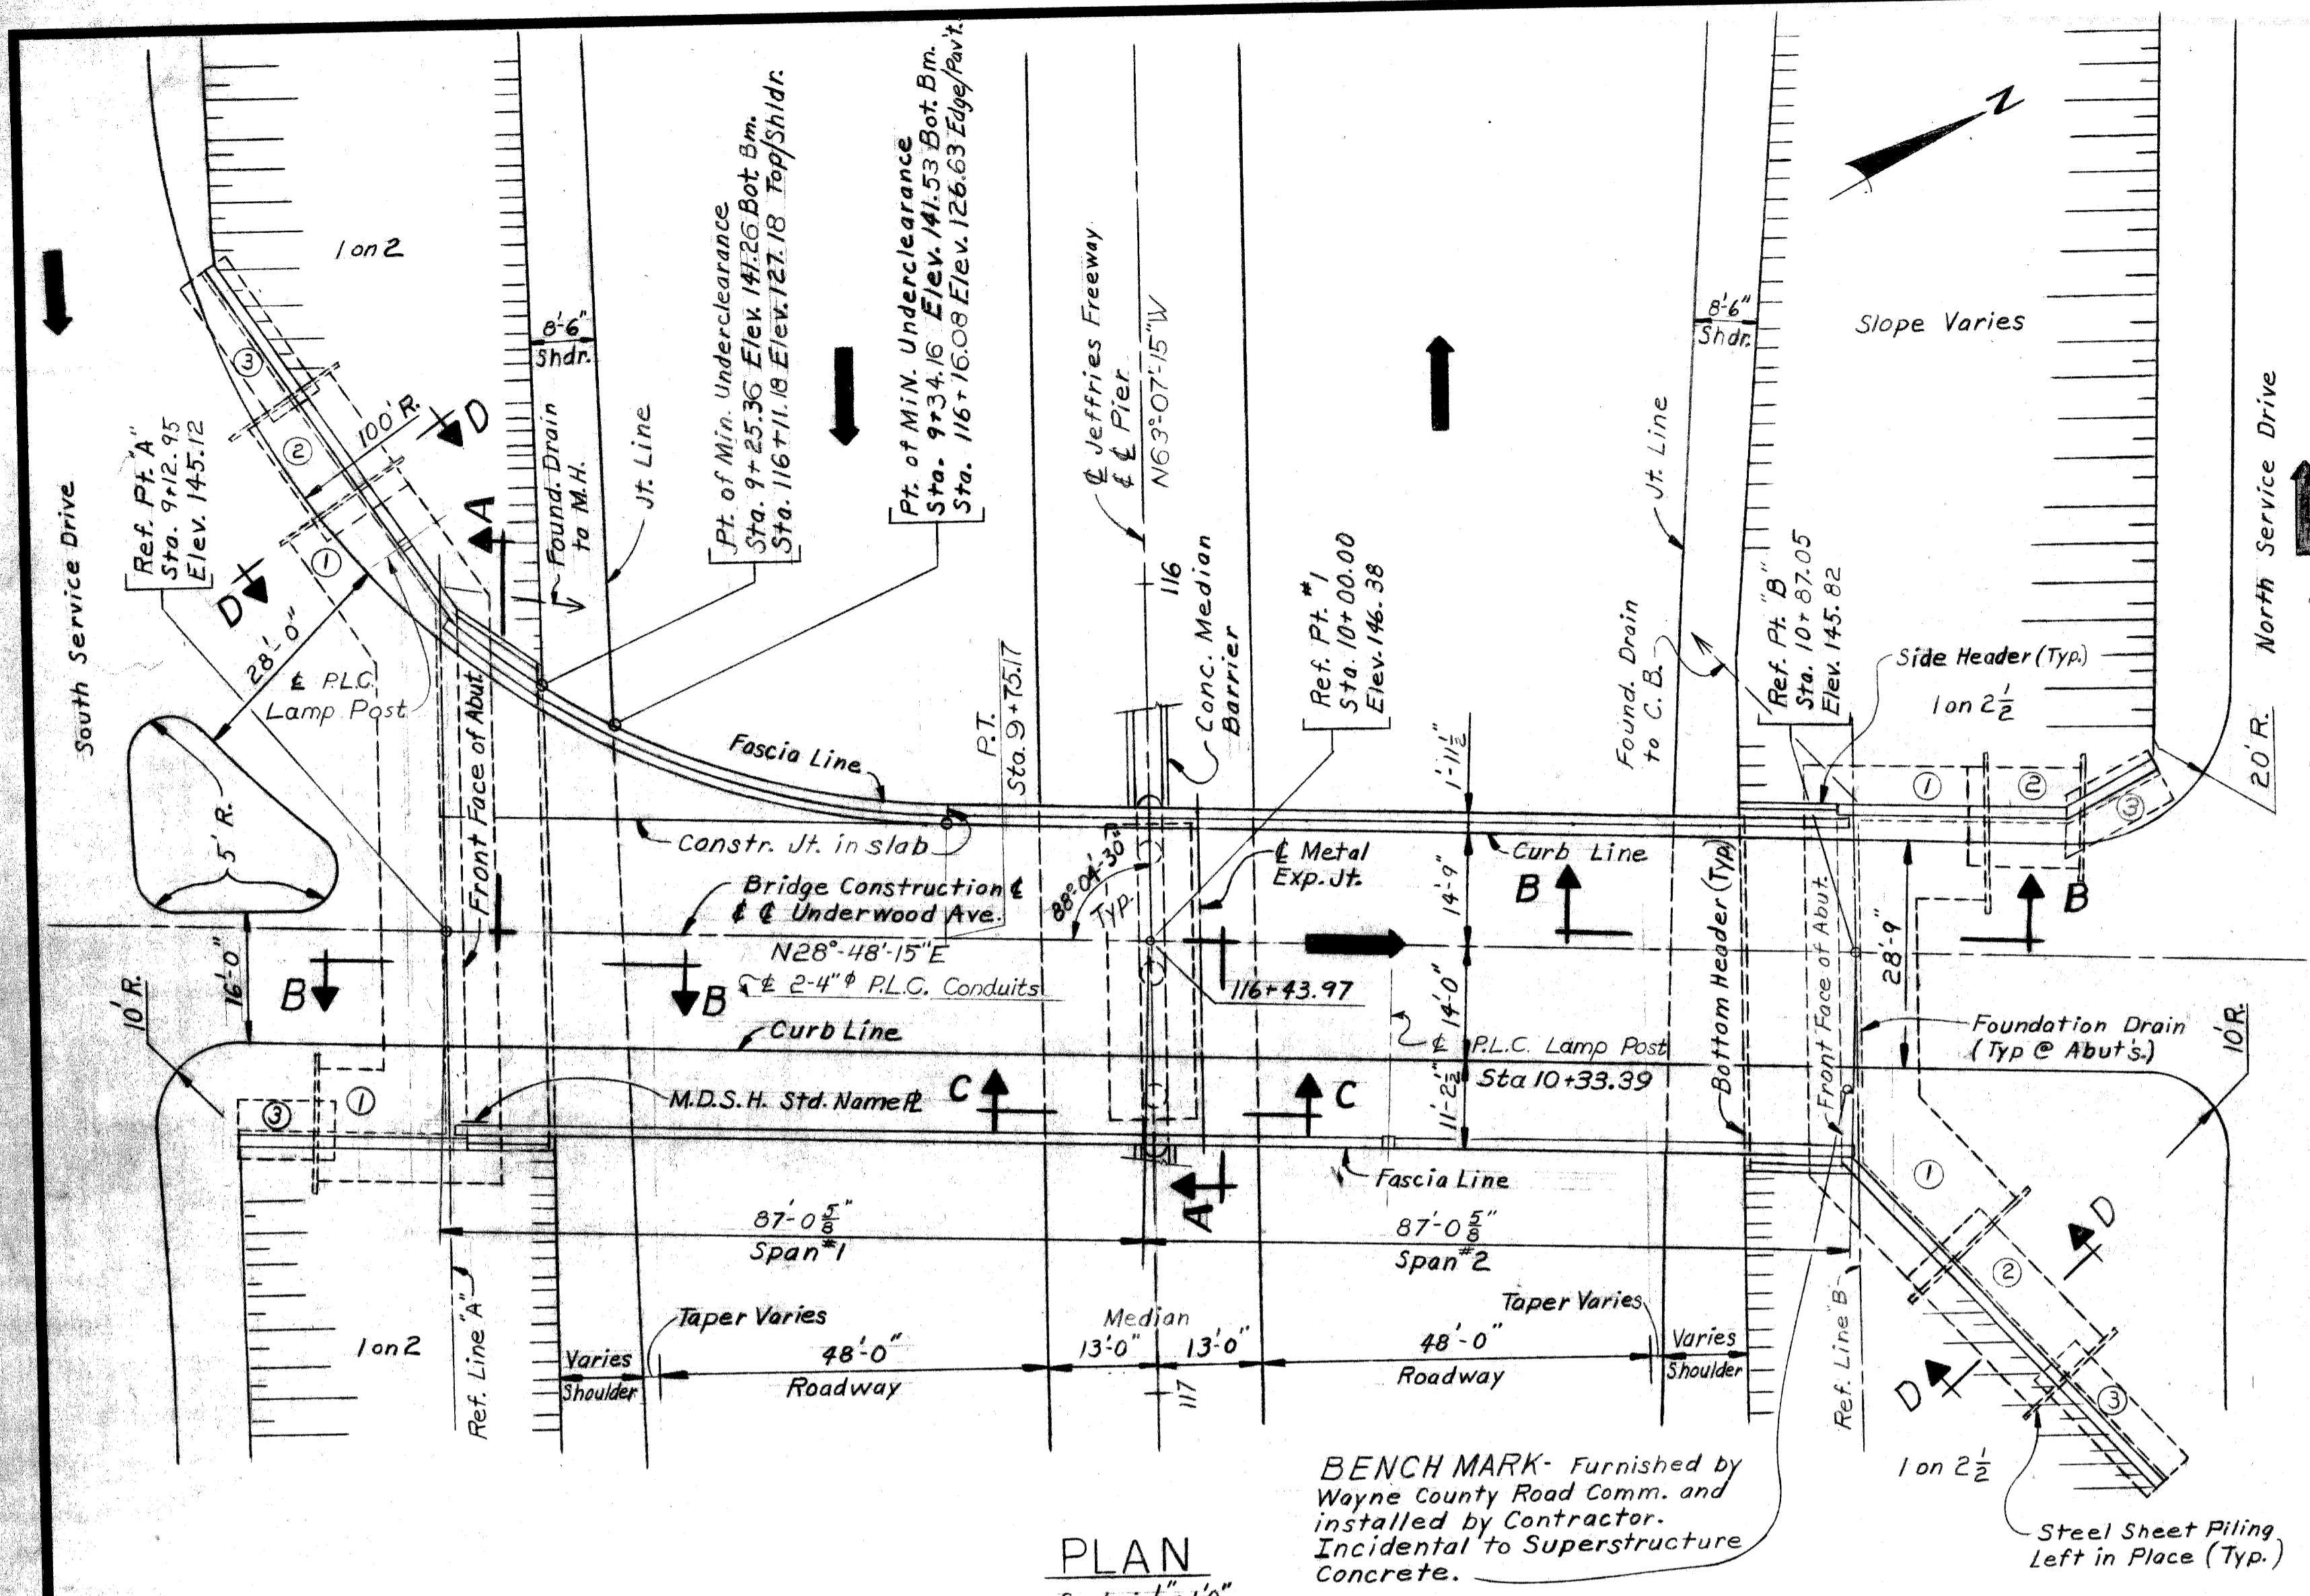 N
1 on 2
8'-6"
Shdr.
Pt. of Min. Underclearance
Sta. 9+25.36 Elev. 141.26 Bot. Bm.
Sta. 116+11.18 Elev. 127.18 Top/Shldr.
Pt. of MIN. Underclearance
Sta. 9+34.16 Elev. 141.53 Bot. Bm.
Sta. 116+16.08 Elev. 126.63 Edge/Pav't.
℄ Jeffries Freeway
& ℄ Pier
N63°-07'-15"W
8'-6"
Shdr.
Slope Varies
South Service Drive
North Service Drive
Ref. Pt. "A"
Sta. 9+12.95
Elev. 145.12
3
2
1
100' R.
D
D
A
Found. Drain
to M.H.
Jt. Line
116
Conc. Median
Barrier
Ref. Pt. #1
Sta. 10+00.00
Elev. 146.38
Jt. Line
Found. Drain
to C.B.
Ref. Pt. "B"
Sta. 10+87.05
Elev. 145.82
Side Header (Typ.)
1 on 2½
20' R.
28'-0"
℄ P.L.C.
Lamp Post
5' R.
Front Face of Abut.
Fascia Line
P.T.
Sta. 9+75.17
1'-11½"
1
2
3
Constr. Jt. in slab
88°-04'-30"
Typ.
℄ Metal
Exp. Jt.
Curb Line
14'-9"
Bridge Construction ℄
& ℄ Underwood Ave.
N28°-48'-15"E
℄ 2-4"ϕ P.L.C. Conduits
B
B
16'-0"
10' R.
B
B
116+43.97
14'-0"
Bottom Header (Typ.)
Front Face of Abut.
28'-9"
Foundation Drain
(Typ @ Abut's.)
10' R.
Curb Line
℄ P.L.C. Lamp Post
Sta 10+33.39
3
1
M.D.S.H. Std. Name ℞
C
C
11'-2½"
Fascia Line
A
87'-0⅝"
Span #1
87'-0⅝"
Span #2
1
2
3
D
D
Ref. Line "A"
Ref. Line "B"
1 on 2
Taper Varies
Median
Taper Varies
Varies
Shoulder
48'-0"
Roadway
13'-0"
13'-0"
48'-0"
Roadway
Varies
Shoulder
117
1 on 2½
BENCH MARK- Furnished by
Wayne County Road Comm. and
installed by Contractor.
Incidental to Superstructure
Concrete.
Steel Sheet Piling
Left in Place (Typ.)
PLAN